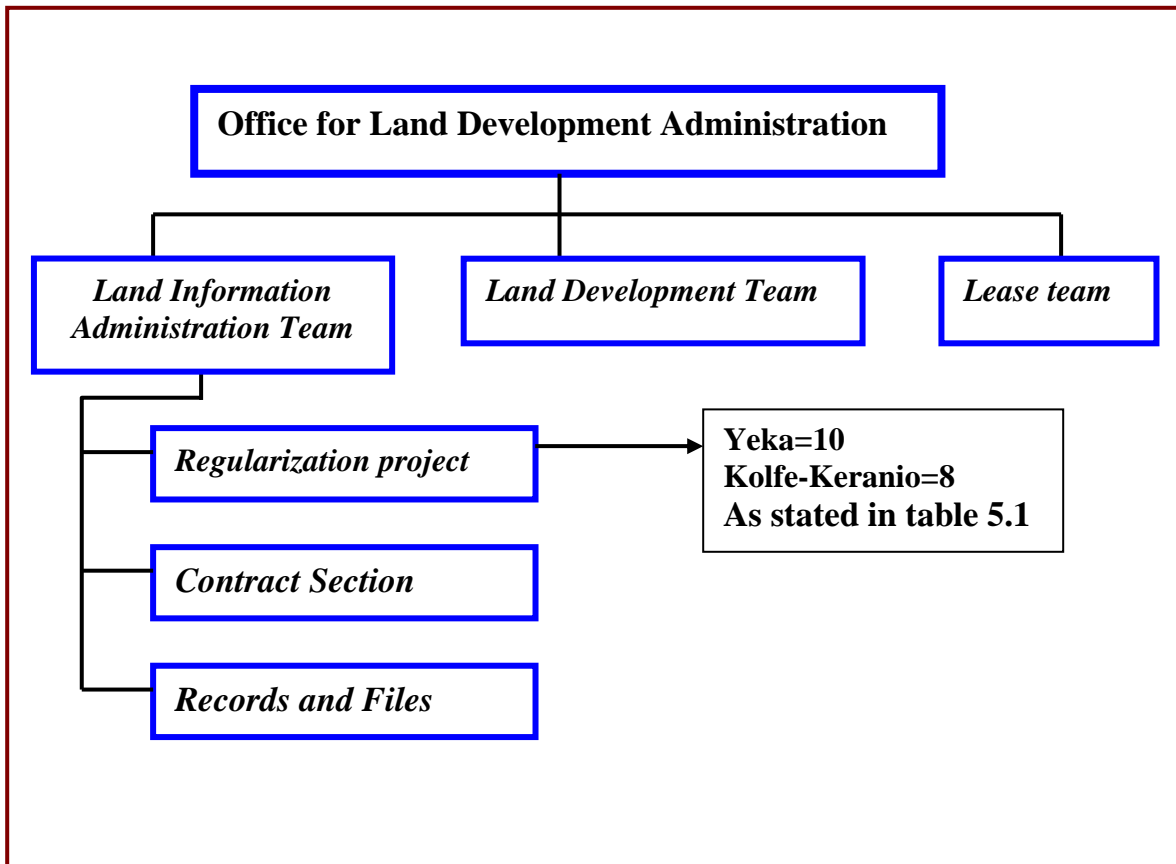 Office for Land Development Administration
Land Information
Administration Team
Land Development Team
Lease team
Regularization project
Yeka=10
Kolfe-Keranio=8
As stated in table 5.1
Contract Section
Records and Files